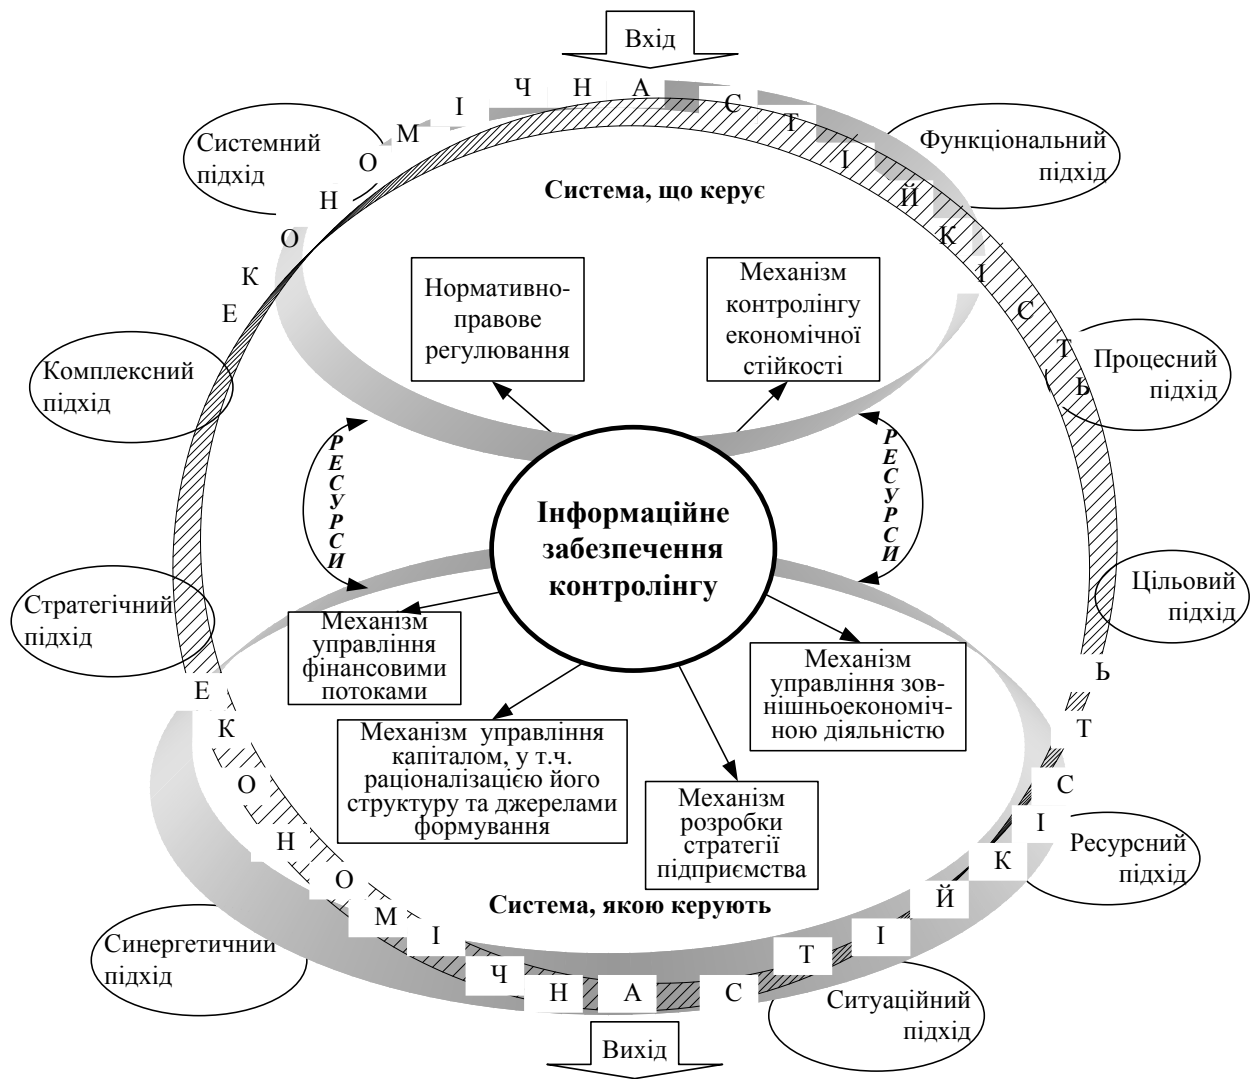 Вхід
ЕКОНОМІЧНА СТІЙКІСТЬ
Системний
підхід
Функціональний
підхід
Система, що керує
Нормативно-
правове
регулювання
Механізм
контролінгу
економічної
стійкості
Комплексний
підхід
Процесний
підхід
РЕСУРСИ
РЕСУРСИ
Інформаційне
забезпечення
контролінгу
Стратегічний
підхід
Цільовий
підхід
Механізм
управління
фінансовими
потоками
Механізм
управління зов-
нішньоекономіч-
ною діяльністю
Механізм управління
капіталом, у т.ч.
раціоналізацією його
структуру та джерелами
формування
Механізм
розробки
стратегії
підприємства
Ресурсний
підхід
Система, якою керують
Синергетичний
підхід
ЕКОНОМІЧНА СТІЙКІСТЬ
Ситуаційний
підхід
Вихід